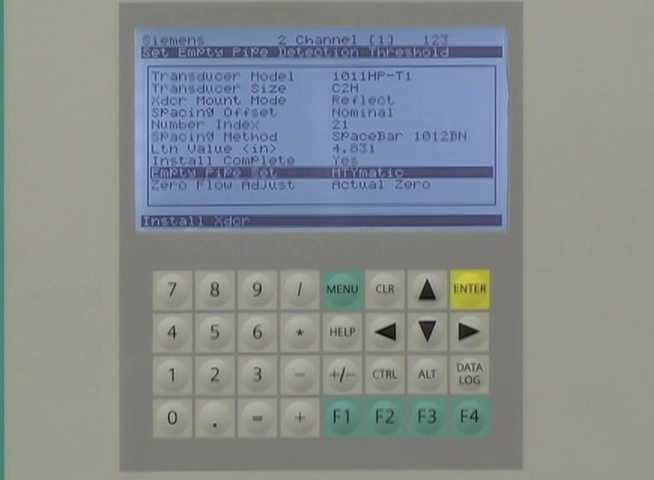 Siemens 2 Channel [1] 123
Set Empty Pipe Detection Threshold
Transducer Model 1011HP-T1
Transducer Size C2H
Xdcr Mount Mode Reflect
Spacing Offset Nominal
Number Index 21
Spacing Method SpaceBar 1012BN
Ltn Value (in) 4.831
Install Complete Yes
Empty Pipe Set MTYmatic
Zero Flow Adjust Actual Zero
Install Xdcr
7 8 9 / MENU CLR ▲ ENTER
4 5 6 * HELP ◀ ▼ ▶
1 2 3 - +/- CTRL ALT DATA LOG
0 . = + F1 F2 F3 F4